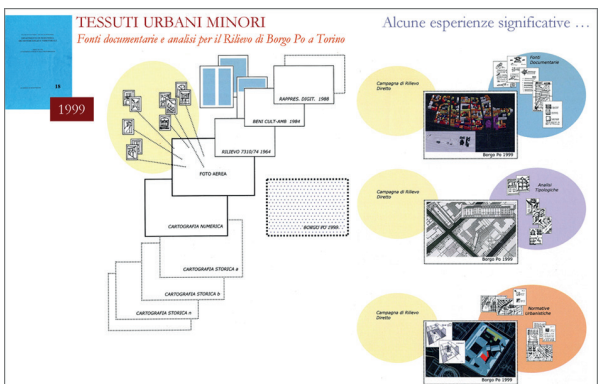 TESSUTI URBANI MINORI
Alcune esperienze significative ...
Fonti documentarie e analisi per il Rilievo di Borgo Po a Torino
1999
RAPPRES. DIGIT. 1988
BENI CULT-AMB 1984
RILIEVO 7310/74 1964
FOTO AEREA
CARTOGRAFIA NUMERICA
BORGO PO 1998
CARTOGRAFIA STORICA a
CARTOGRAFIA STORICA b
CARTOGRAFIA STORICA n
Campagna di Rilievo
Diretto
Fonti
Documentarie
Borgo Po 1999
Campagna di Rilievo
Diretto
Analisi
Tipologiche
Borgo Po 1999
Campagna di Rilievo
Diretto
Normative
Urbanistiche
Borgo Po 1999